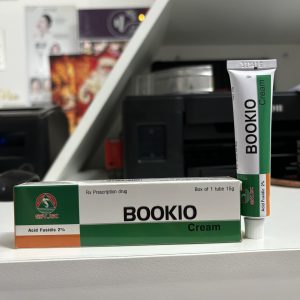 Rx Prescription drug
Box of 1 tube 15g
BOOKIO
Cream
Acid Fusidic 2%
BOOKIO
Cream
Acid Fusidic 2%